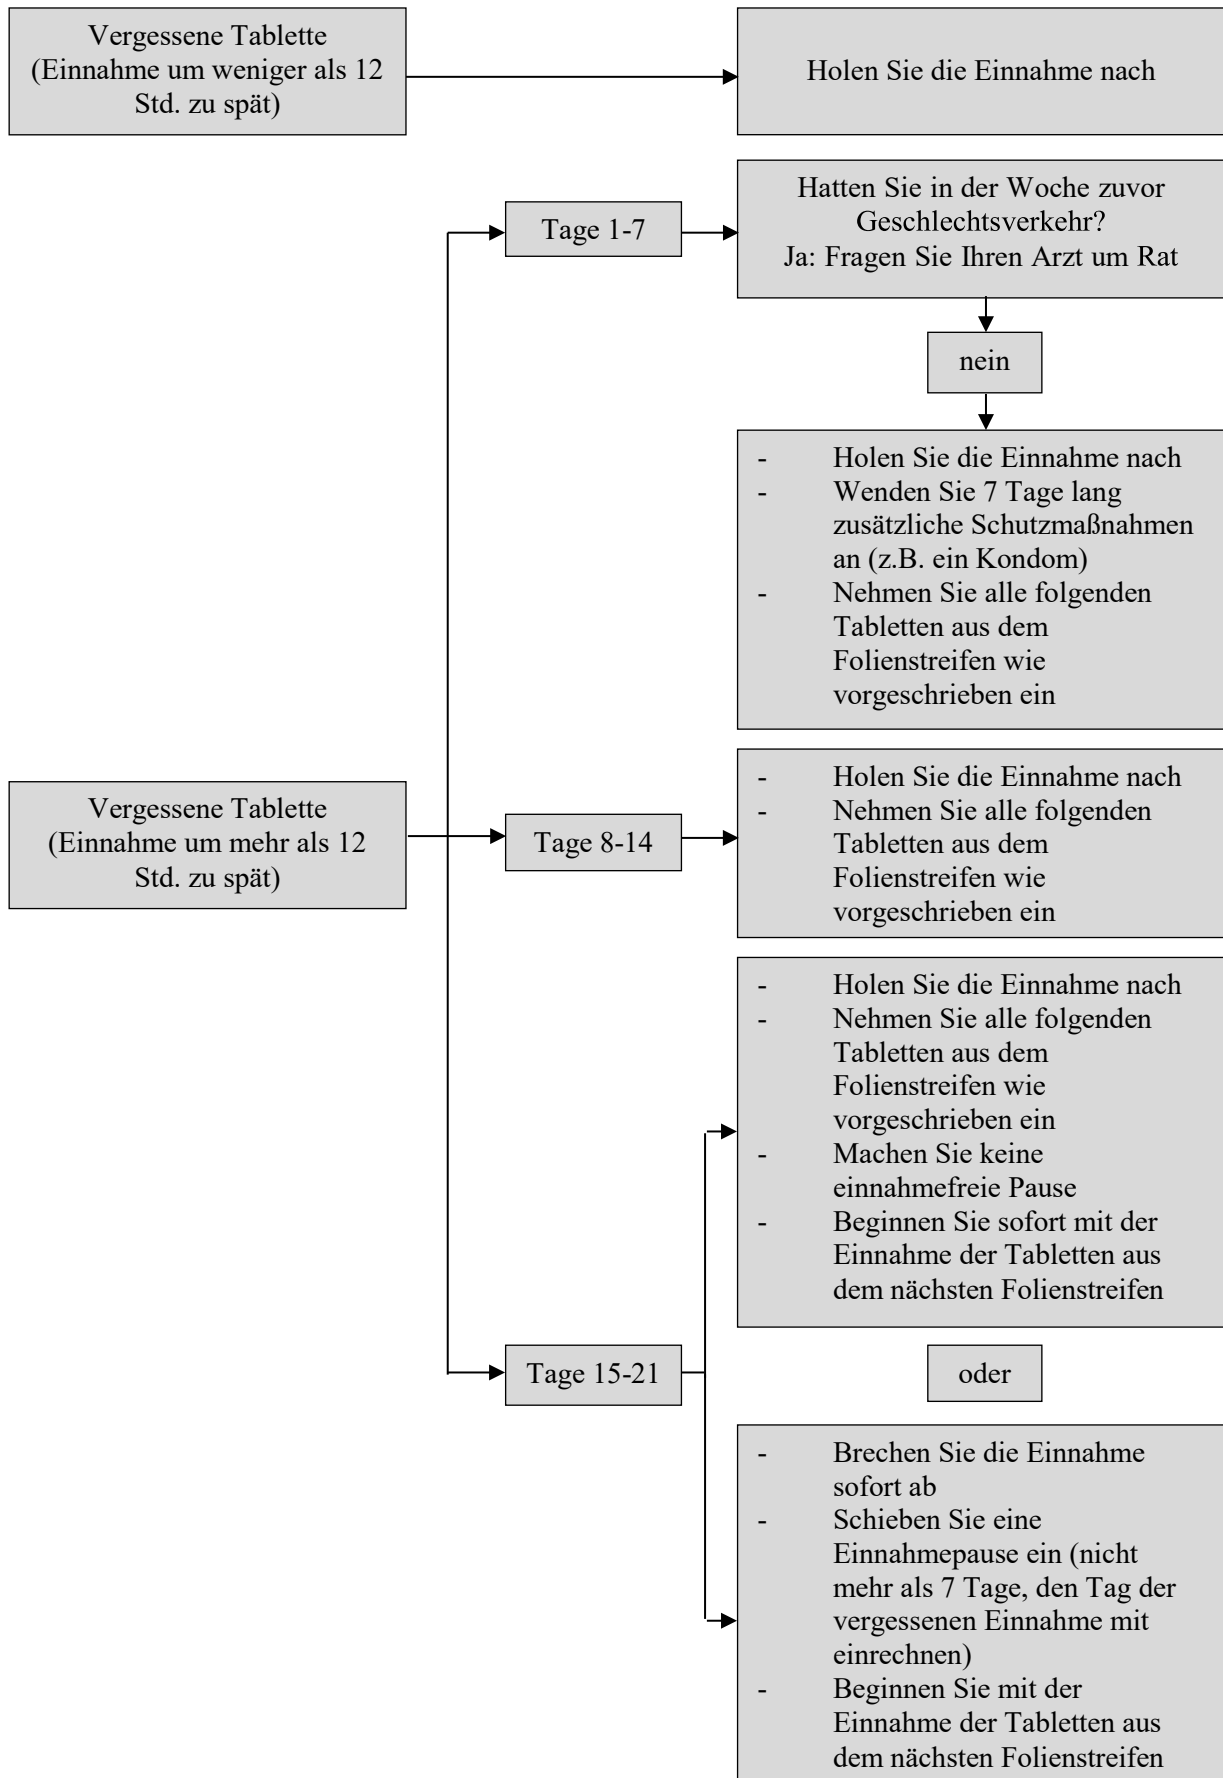 Vergessene Tablette
(Einnahme um weniger als 12
Std. zu spät)
Holen Sie die Einnahme nach
Tage 1-7
Hatten Sie in der Woche zuvor
Geschlechtsverkehr?
Ja: Fragen Sie Ihren Arzt um Rat
nein
- Holen Sie die Einnahme nach
- Wenden Sie 7 Tage lang
zusätzliche Schutzmaßnahmen
an (z.B. ein Kondom)
- Nehmen Sie alle folgenden
Tabletten aus dem
Folienstreifen wie
vorgeschrieben ein
Vergessene Tablette
(Einnahme um mehr als 12
Std. zu spät)
Tage 8-14
- Holen Sie die Einnahme nach
- Nehmen Sie alle folgenden
Tabletten aus dem
Folienstreifen wie
vorgeschrieben ein
Tage 15-21
- Holen Sie die Einnahme nach
- Nehmen Sie alle folgenden
Tabletten aus dem
Folienstreifen wie
vorgeschrieben ein
- Machen Sie keine
einnahmefreie Pause
- Beginnen Sie sofort mit der
Einnahme der Tabletten aus
dem nächsten Folienstreifen
oder
- Brechen Sie die Einnahme
sofort ab
- Schieben Sie eine
Einnahmepause ein (nicht
mehr als 7 Tage, den Tag der
vergessenen Einnahme mit
einrechnen)
- Beginnen Sie mit der
Einnahme der Tabletten aus
dem nächsten Folienstreifen